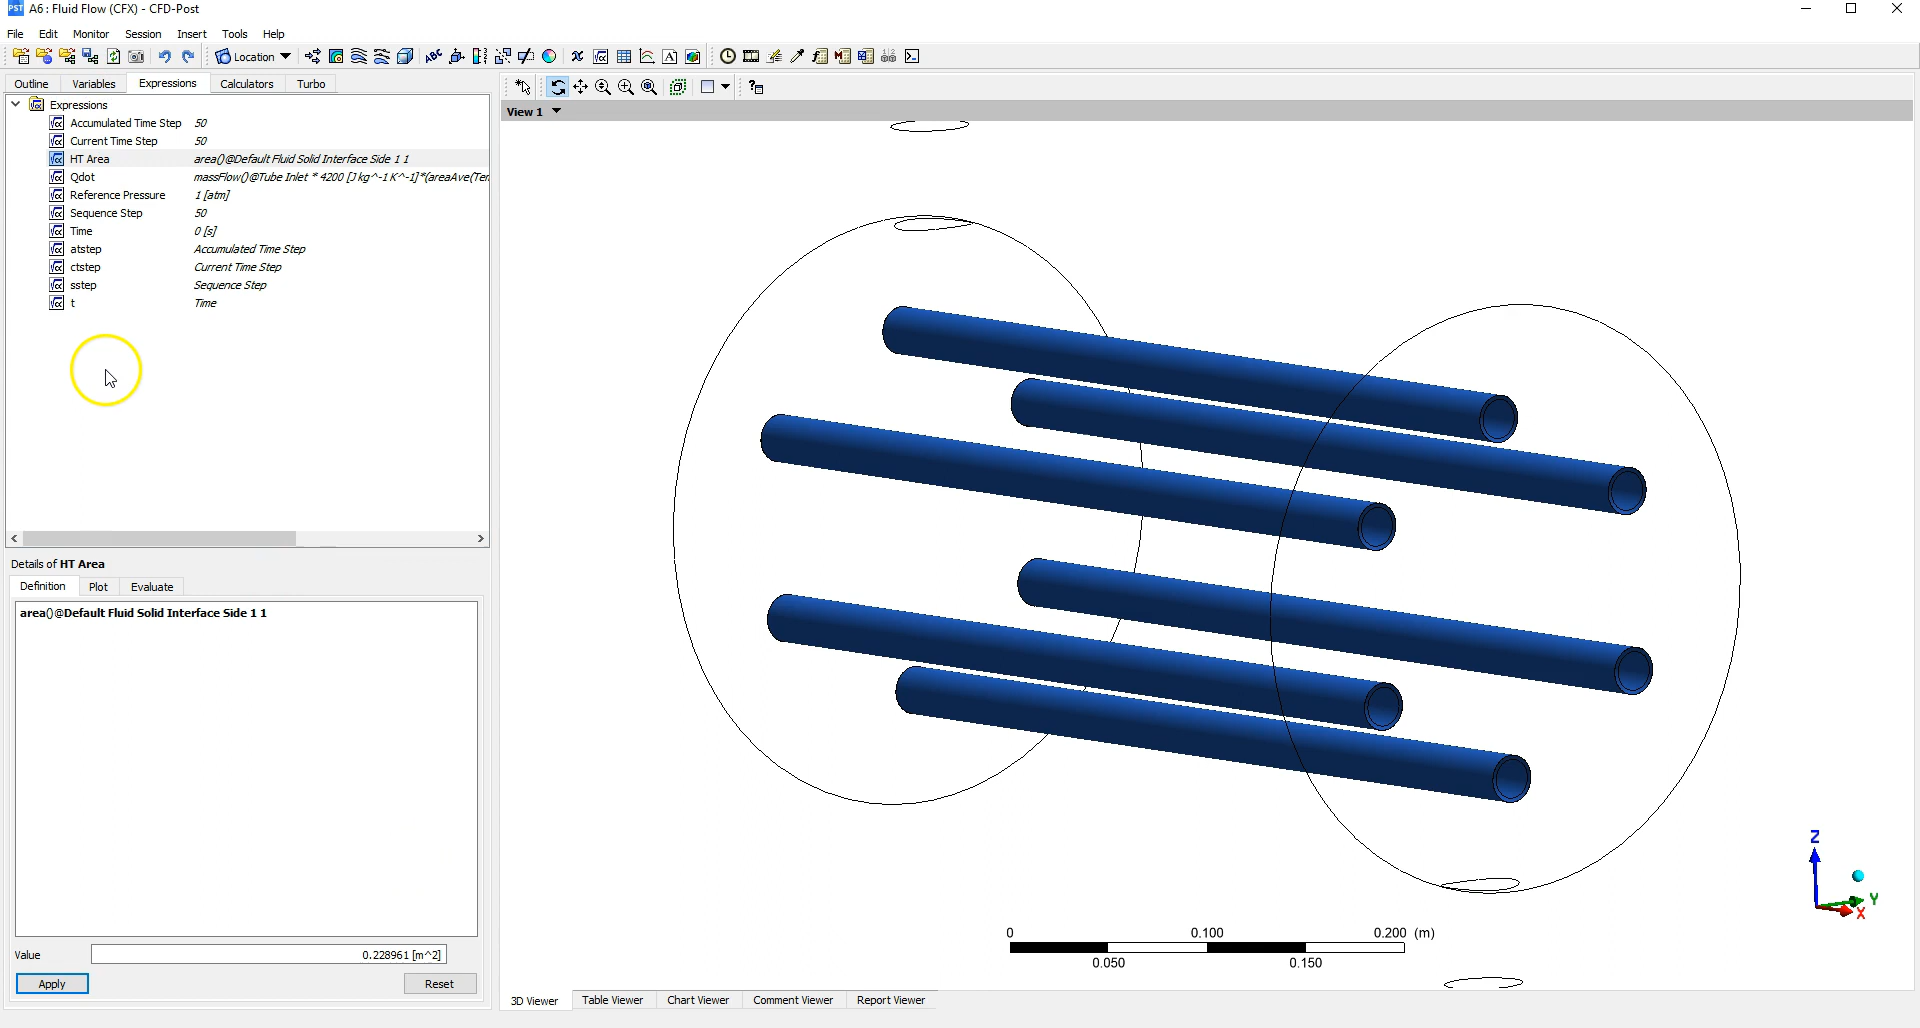 A6 : Fluid Flow (CFX) - CFD-Post
File Edit Monitor Session Insert Tools Help
Location
Outline Variables Expressions Calculators Turbo
Expressions
Accumulated Time Step 50
Current Time Step 50
HT Area area()@Default Fluid Solid Interface Side 1 1
Qdot massFlow()@Tube Inlet * 4200 [J kg^-1 K^-1]*(areaAve(Ten
Reference Pressure 1 [atm]
Sequence Step 50
Time 0 [s]
atstep Accumulated Time Step
ctstep Current Time Step
sstep Sequence Step
t Time
Details of HT Area
Definition Plot Evaluate
area()@Default Fluid Solid Interface Side 1 1
Value 0.228961 [m^2]
Apply Reset
View 1
Z
Y
X
0 0.100 0.200 (m)
0.050 0.150
3D Viewer Table Viewer Chart Viewer Comment Viewer Report Viewer